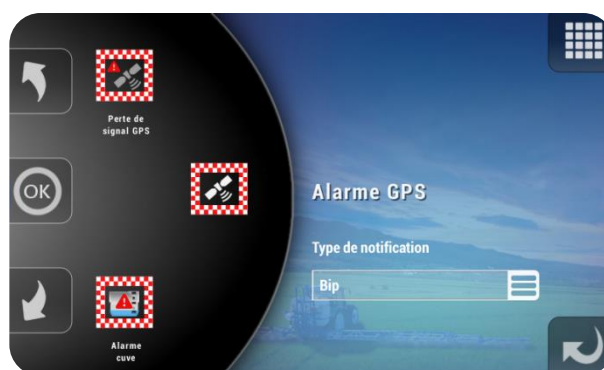 Perte de
signal GPS
OK
Alarme GPS
Type de notification
Bip
Alarme
cuve